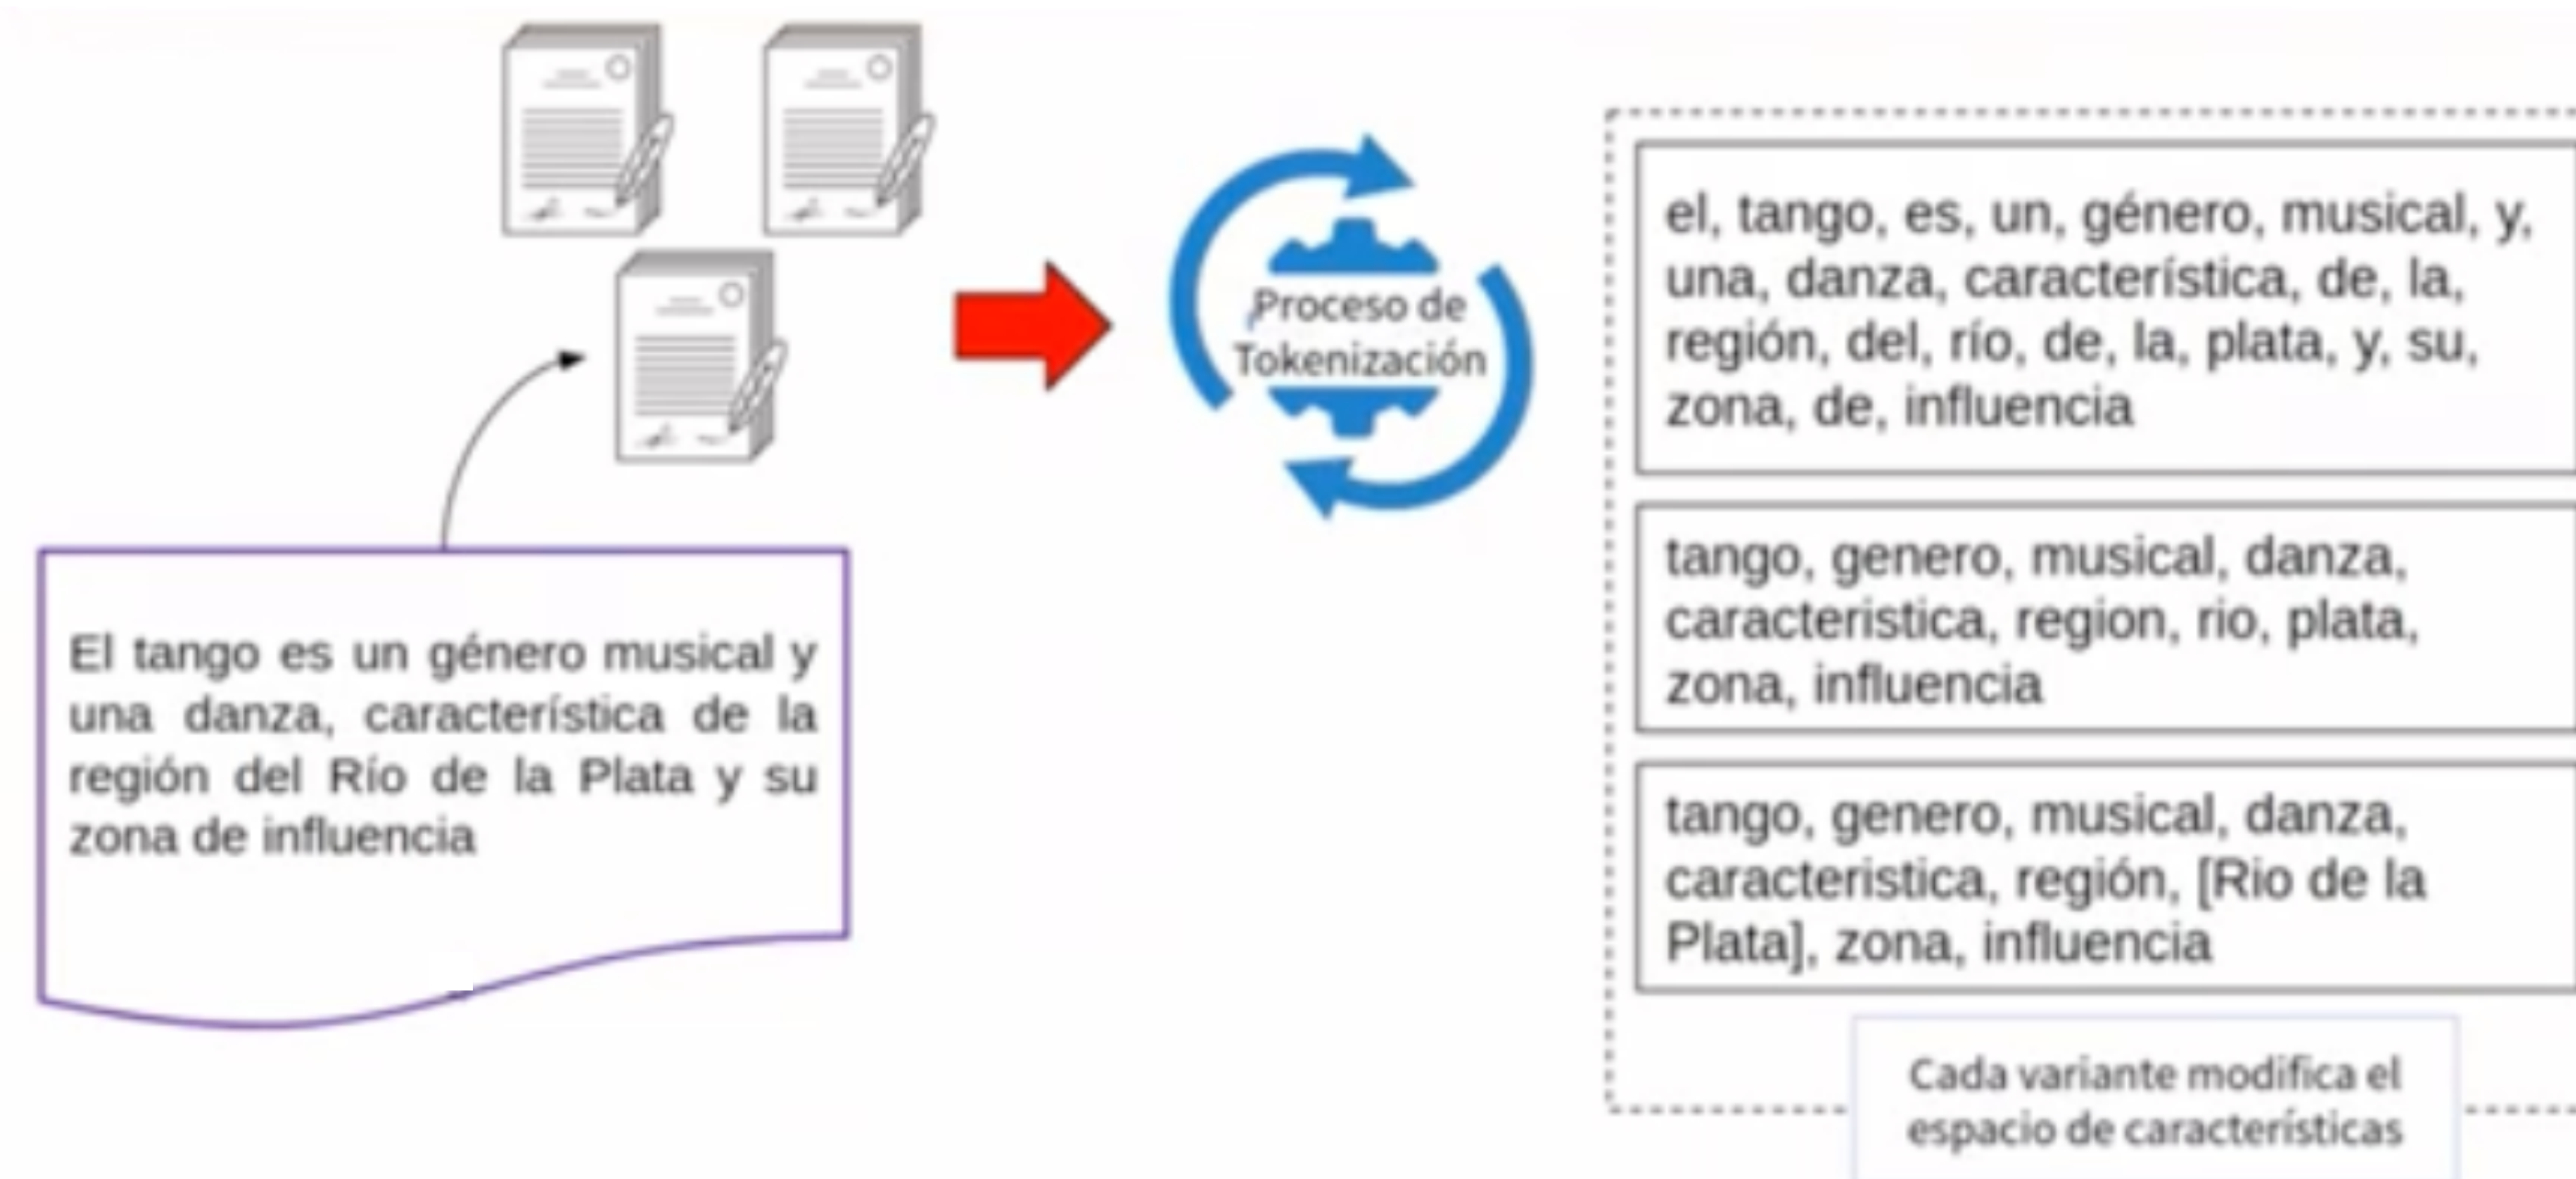 El tango es un género musical y
una danza, característica de la
región del Río de la Plata y su
zona de influencia
Proceso de
Tokenización
el, tango, es, un, género, musical, y,
una, danza, característica, de, la,
región, del, río, de, la, plata, y, su,
zona, de, influencia
tango, genero, musical, danza,
caracteristica, region, rio, plata,
zona, influencia
tango, genero, musical, danza,
caracteristica, región, [Rio de la
Plata], zona, influencia
Cada variante modifica el
espacio de características